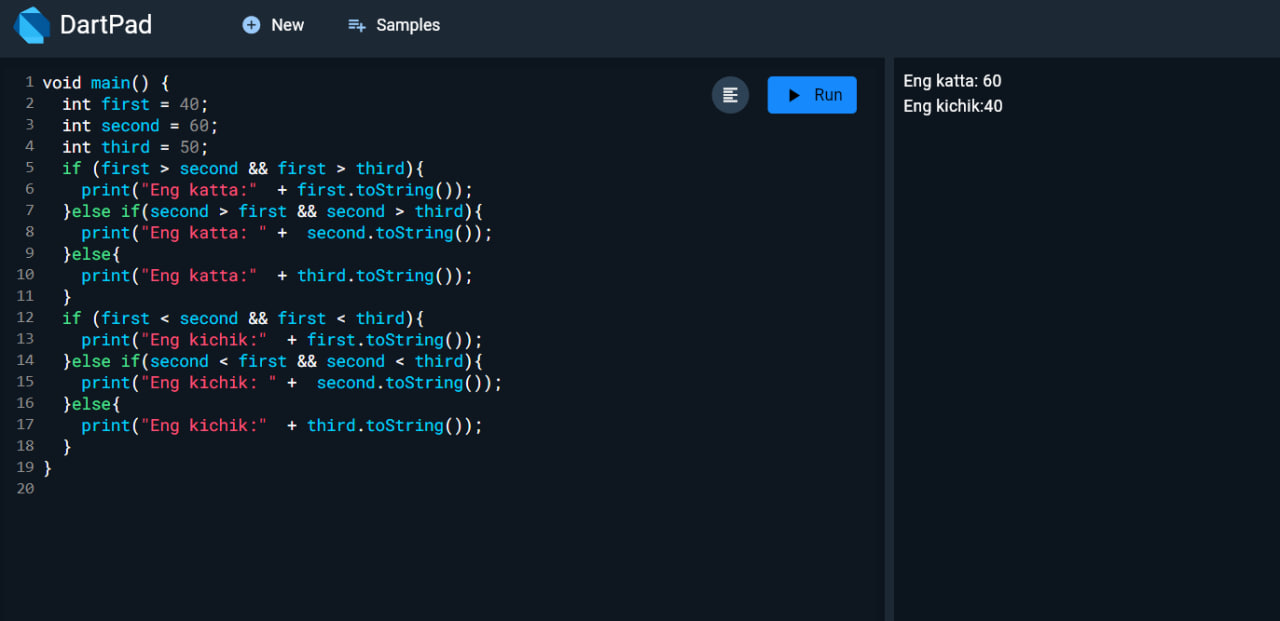 DartPad New Samples
1 void main() {
2   int first = 40;
3   int second = 60;
4   int third = 50;
5   if (first > second && first > third){
6     print("Eng katta:"  + first.toString());
7   }else if(second > first && second > third){
8     print("Eng katta: " +  second.toString());
9   }else{
10     print("Eng katta:"  + third.toString());
11   }
12   if (first < second && first < third){
13     print("Eng kichik:"  + first.toString());
14   }else if(second < first && second < third){
15     print("Eng kichik: " +  second.toString());
16   }else{
17     print("Eng kichik:"  + third.toString());
18   }
19 }
20
Run
Eng katta: 60
Eng kichik:40